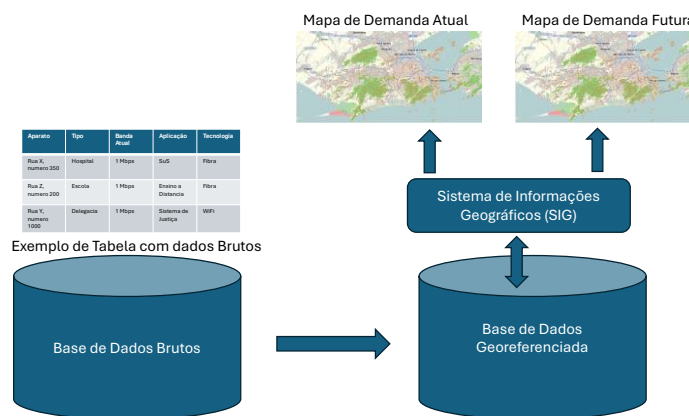 Mapa de Demanda Atual
Mapa de Demanda Futura
Aparato Tipo Banda Aplicação Tecnologia
Atual
Rua X, Hospital 1 Mbps SuS Fibra
numero 350
Rua Z, Escola 1 Mbps Ensino a Fibra
numero 200 Distancia
Rua Y, Delegacia 1 Mbps Sistema de WiFi
numero Justiça
1000
Exemplo de Tabela com dados Brutos
Sistema de Informações
Geográficos (SIG)
Base de Dados Brutos
Base de Dados
Georeferenciada